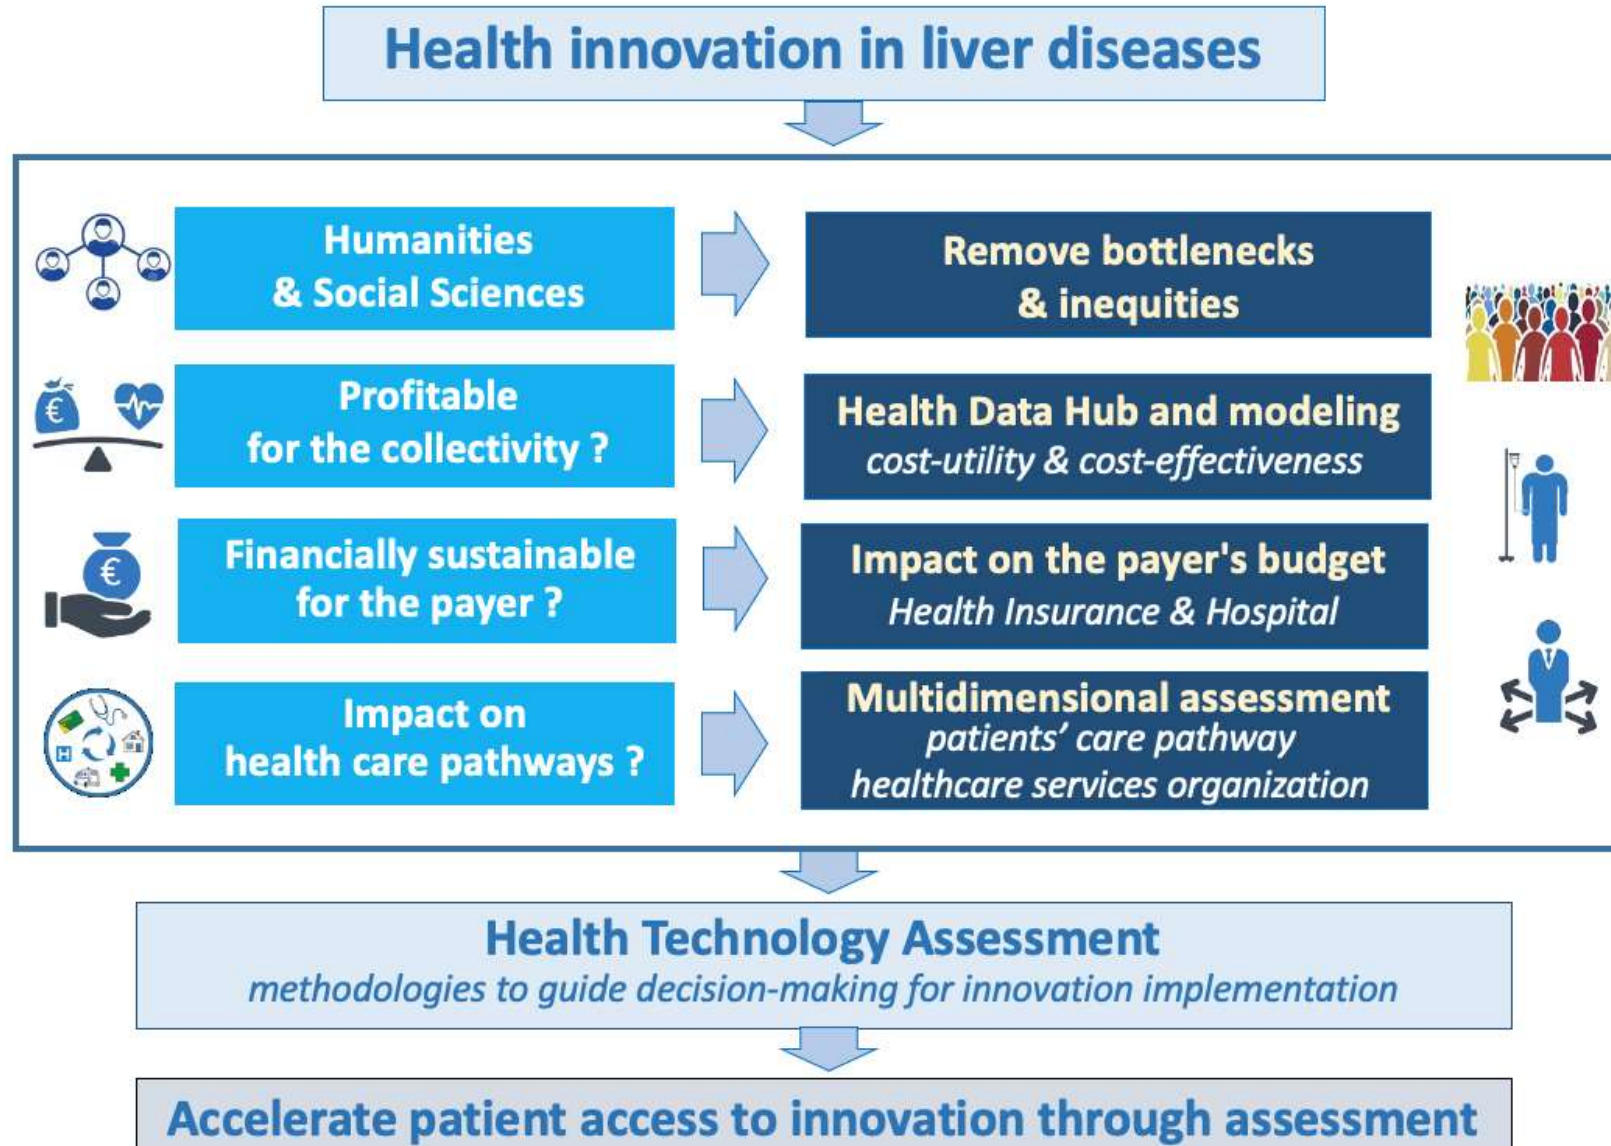 Health innovation in liver diseases
Humanities
& Social Sciences
Remove bottlenecks
& inequities
Profitable
for the collectivity ?
Health Data Hub and modeling
cost-utility & cost-effectiveness
€
Financially sustainable
for the payer ?
Impact on the payer's budget
Health Insurance & Hospital
€
Impact on
health care pathways ?
Multidimensional assessment
patients’ care pathway
healthcare services organization
H
Health Technology Assessment
methodologies to guide decision-making for innovation implementation
Accelerate patient access to innovation through assessment